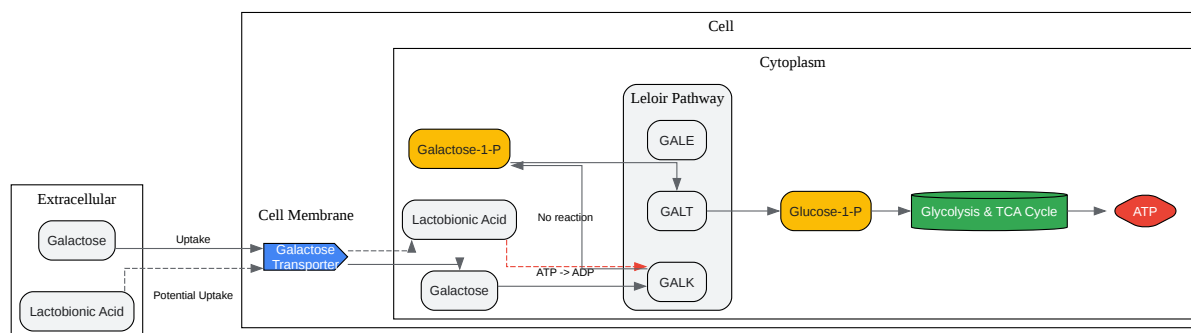 Cell
Cytoplasm
Leloir Pathway
GALE
Galactose-1-P
Extracellular
Galactose
Cell Membrane
Lactobionic Acid
No reaction
GALT
Glucose-1-P
Glycolysis & TCA Cycle
ATP
Uptake
Galactose
Transporter
ATP -> ADP
GALK
Galactose
Potential Uptake
Lactobionic Acid